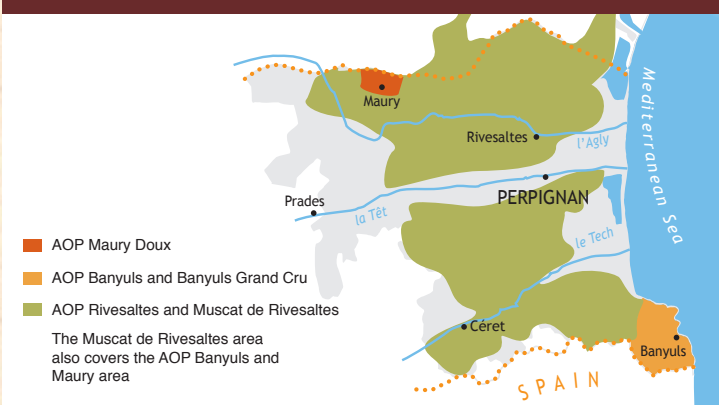 Maury
Rivesaltes
l'Agly
Mediterranean Sea
PERPIGNAN
Prades
la Têt
le Tech
AOP Maury Doux
AOP Banyuls and Banyuls Grand Cru
AOP Rivesaltes and Muscat de Rivesaltes
The Muscat de Rivesaltes area
also covers the AOP Banyuls and
Maury area
Céret
Banyuls
SPAIN